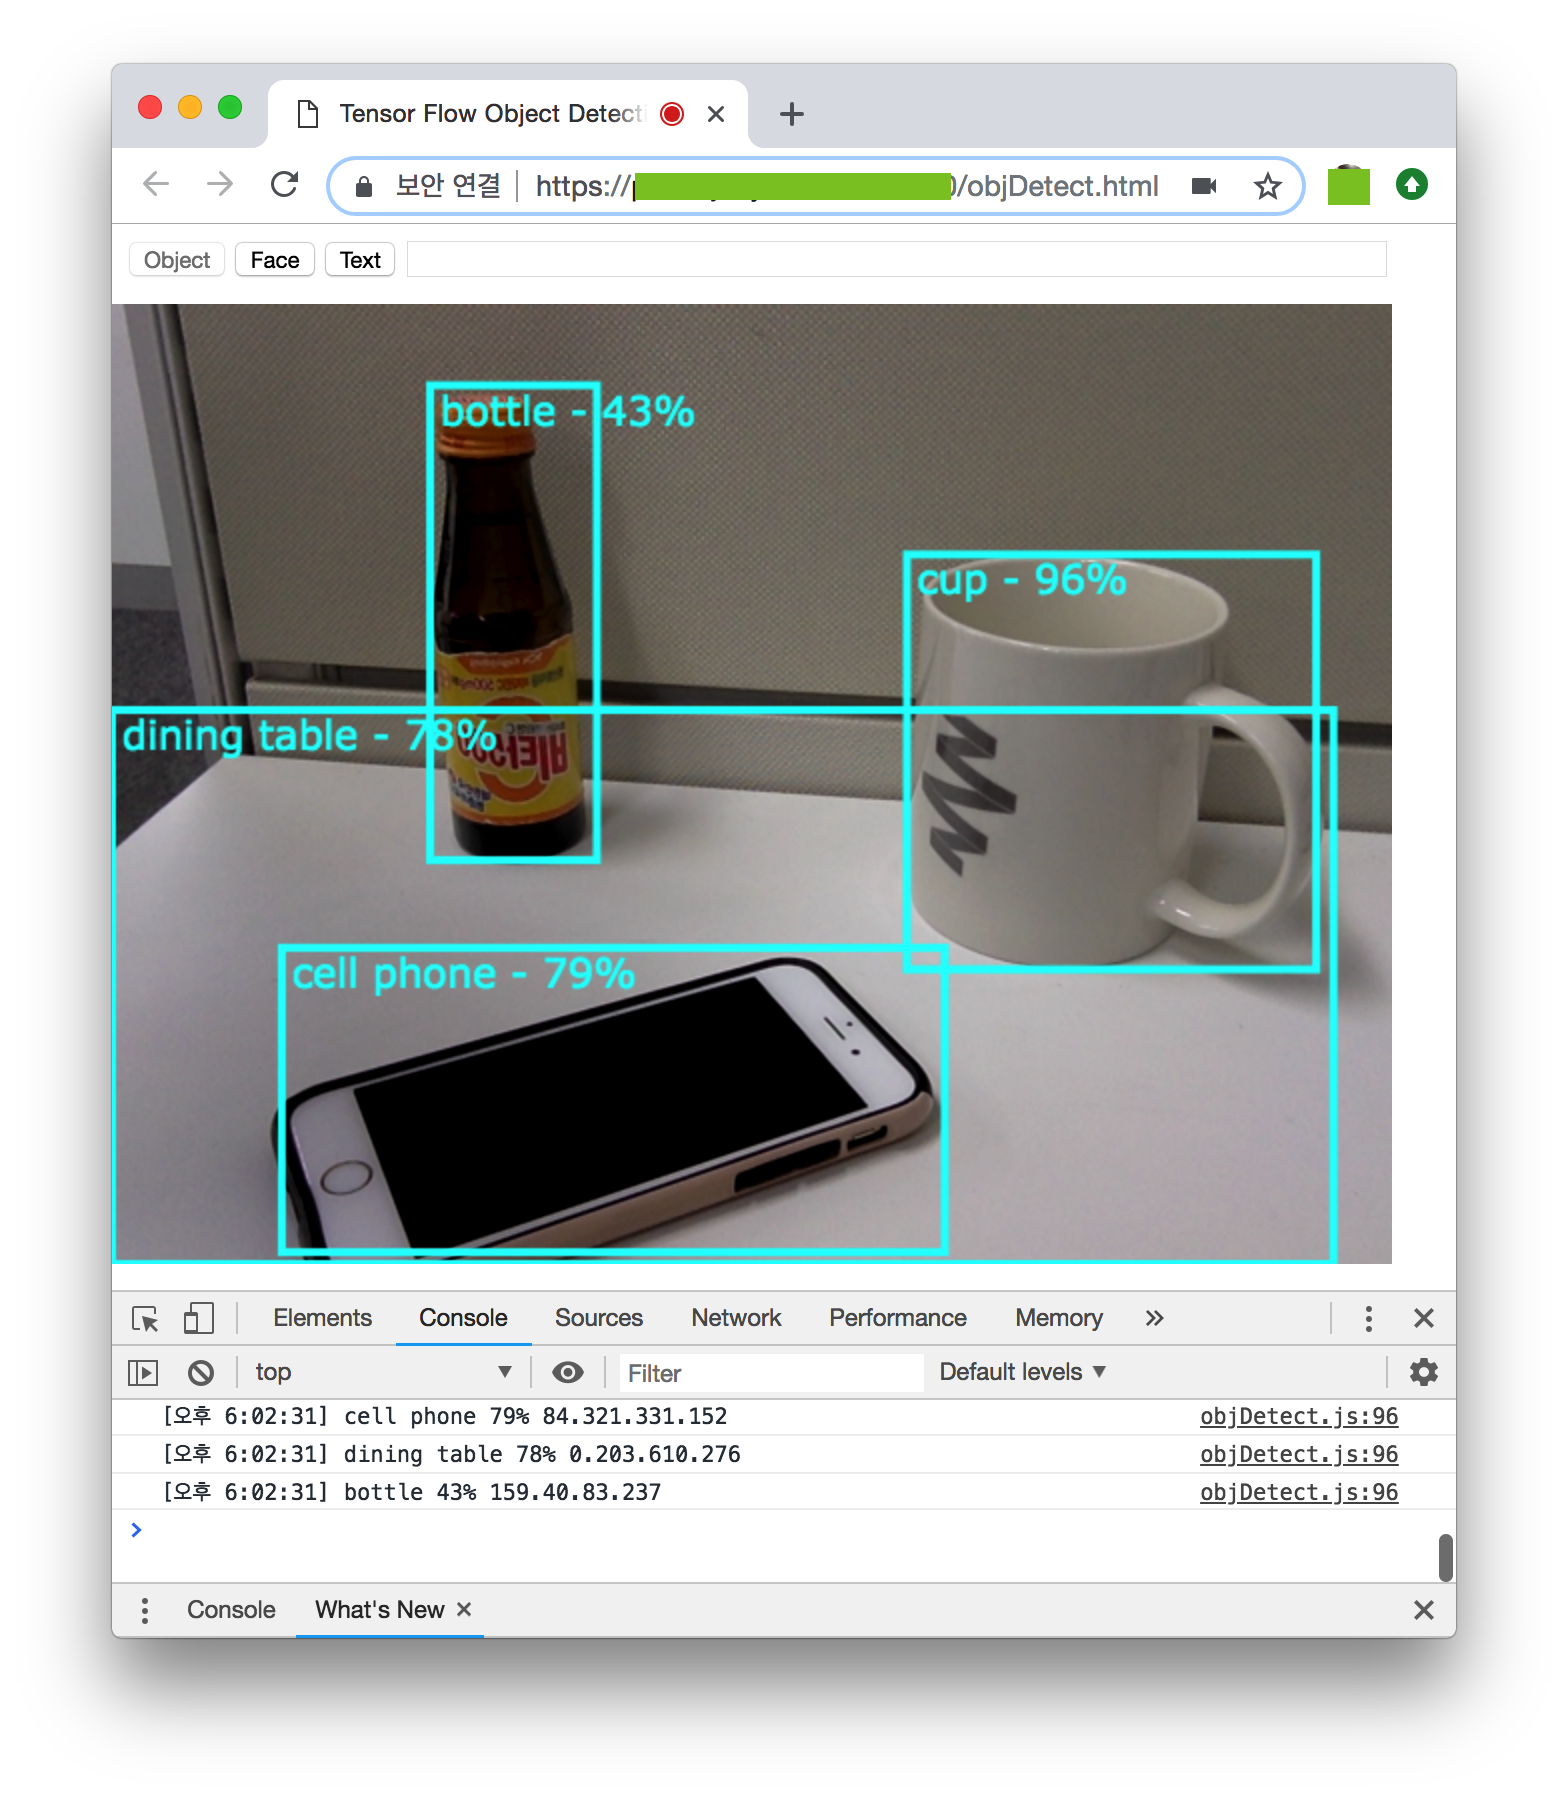 Tensor Flow Object Detecti
보안 연결 https:// 0/objDetect.html
Object Face Text
bottle - 43%
cup - 96%
dining table - 78%
cell phone - 79%
Elements Console Sources Network Performance Memory »
top ▼ Filter Default levels ▼
[오후 6:02:31] cell phone 79% 84.321.331.152 objDetect.js:96
[오후 6:02:31] dining table 78% 0.203.610.276 objDetect.js:96
[오후 6:02:31] bottle 43% 159.40.83.237 objDetect.js:96
Console What's New